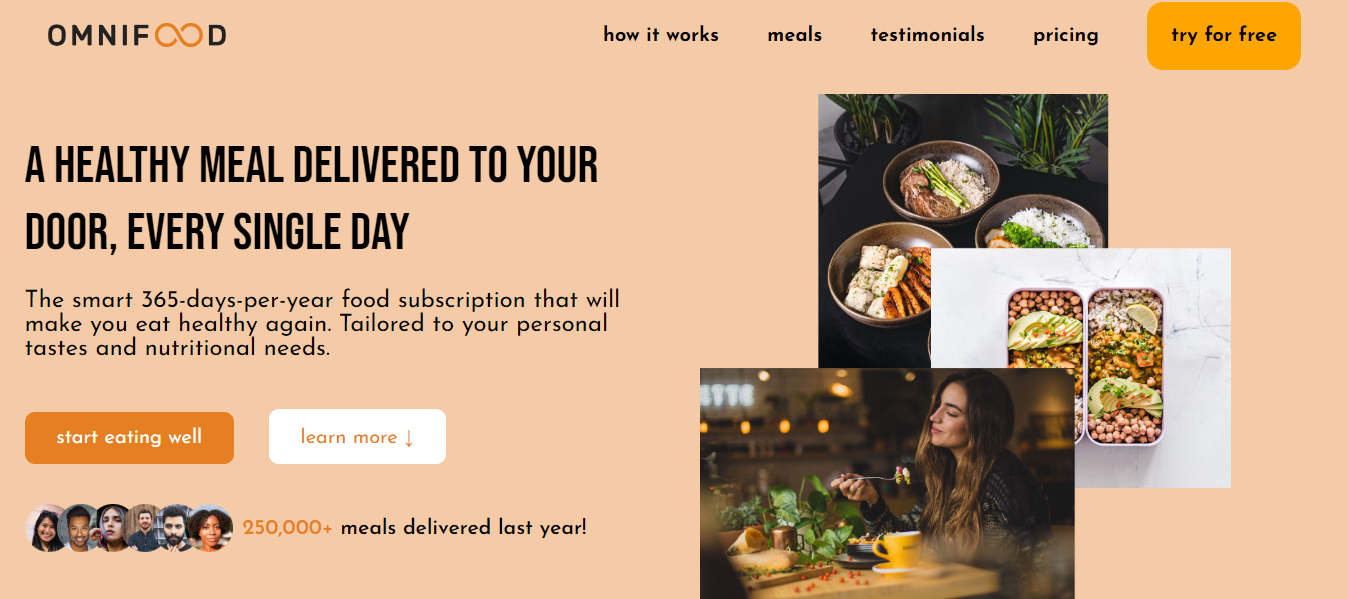 OMNIFOOD
how it works
meals
testimonials
pricing
try for free
A HEALTHY MEAL DELIVERED TO YOUR
DOOR, EVERY SINGLE DAY
The smart 365-days-per-year food subscription that will
make you eat healthy again. Tailored to your personal
tastes and nutritional needs.
start eating well
learn more ↓
250,000+ meals delivered last year!